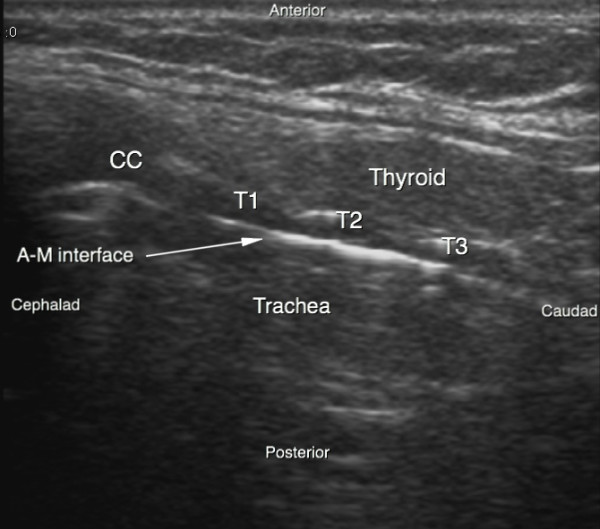 Anterior
:0
CC
Thyroid
T1
T2
T3
A-M interface
Cephalad
Trachea
Caudad
Posterior